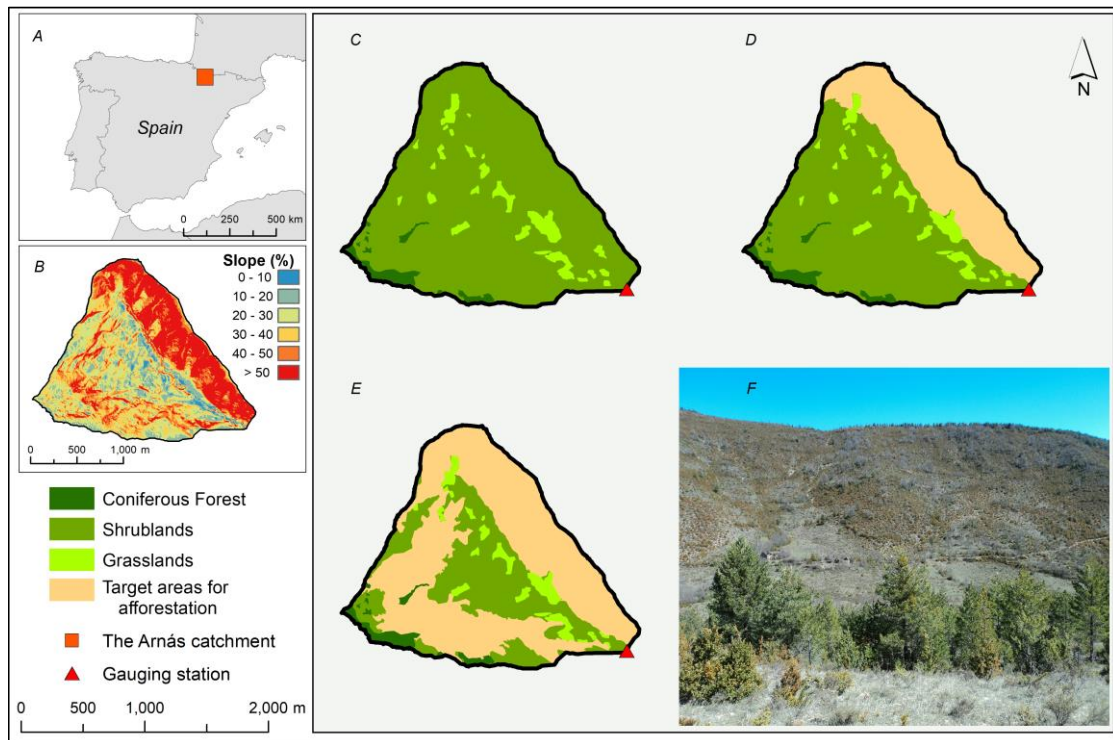 A
Spain
0 250 500 km
B
Slope (%)
0 - 10
10 - 20
20 - 30
30 - 40
40 - 50
> 50
0 500 1,000 m
Coniferous Forest
Shrublands
Grasslands
Target areas for
afforestation
The Arnás catchment
Gauging station
0 500 1,000 2,000 m
C
D
N
E
F